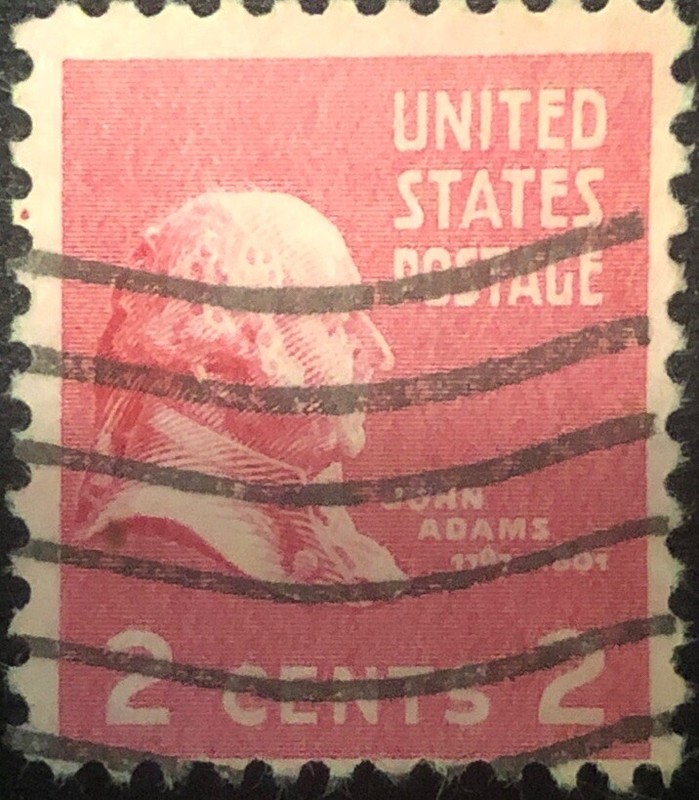 UNITED
STATES
POSTAGE
JOHN
ADAMS
2 CENTS 2